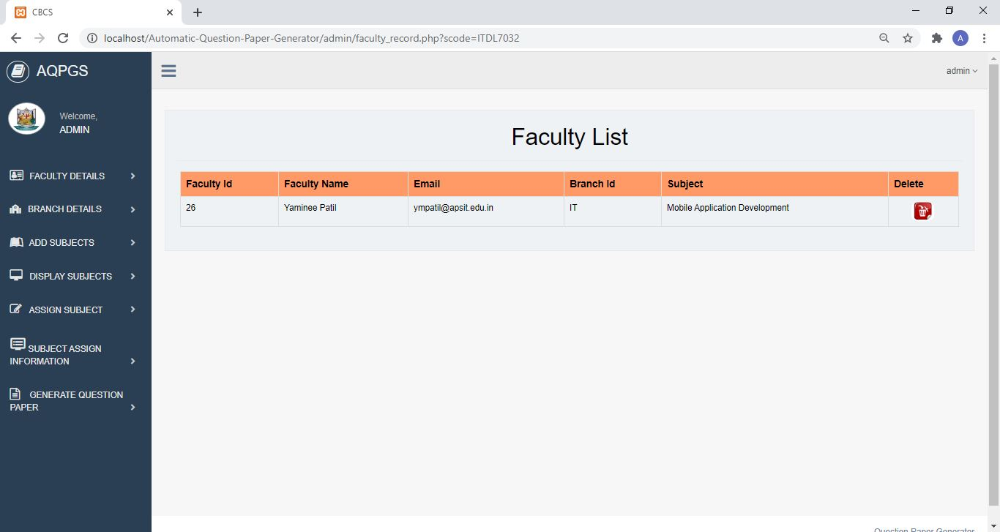 CBCS
localhost/Automatic-Question-Paper-Generator/admin/faculty_record.php?scode=ITDL7032
A
AQPGS
admin
Welcome,
ADMIN
FACULTY DETAILS
BRANCH DETAILS
ADD SUBJECTS
DISPLAY SUBJECTS
ASSIGN SUBJECT
SUBJECT ASSIGN
INFORMATION
GENERATE QUESTION
PAPER
Faculty List
Faculty Id Faculty Name Email Branch Id Subject Delete
26 Yaminee Patil ympatil@apsit.edu.in IT Mobile Application Development
Question Paper Generator